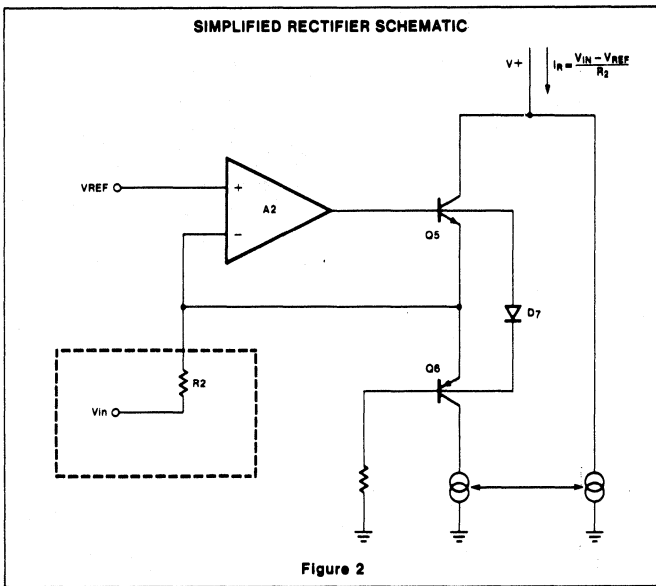 SIMPLIFIED RECTIFIER SCHEMATIC
V+
IR = VIN – VREF
R2
VREF
+
A2
–
Q5
D7
Q6
R2
Vin
Figure 2